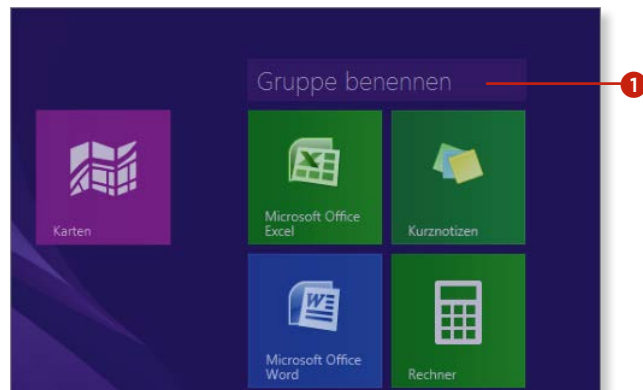 Gruppe benennen
1
Karten
Microsoft Office
Excel
Kurznotizen
Microsoft Office
Word
Rechner